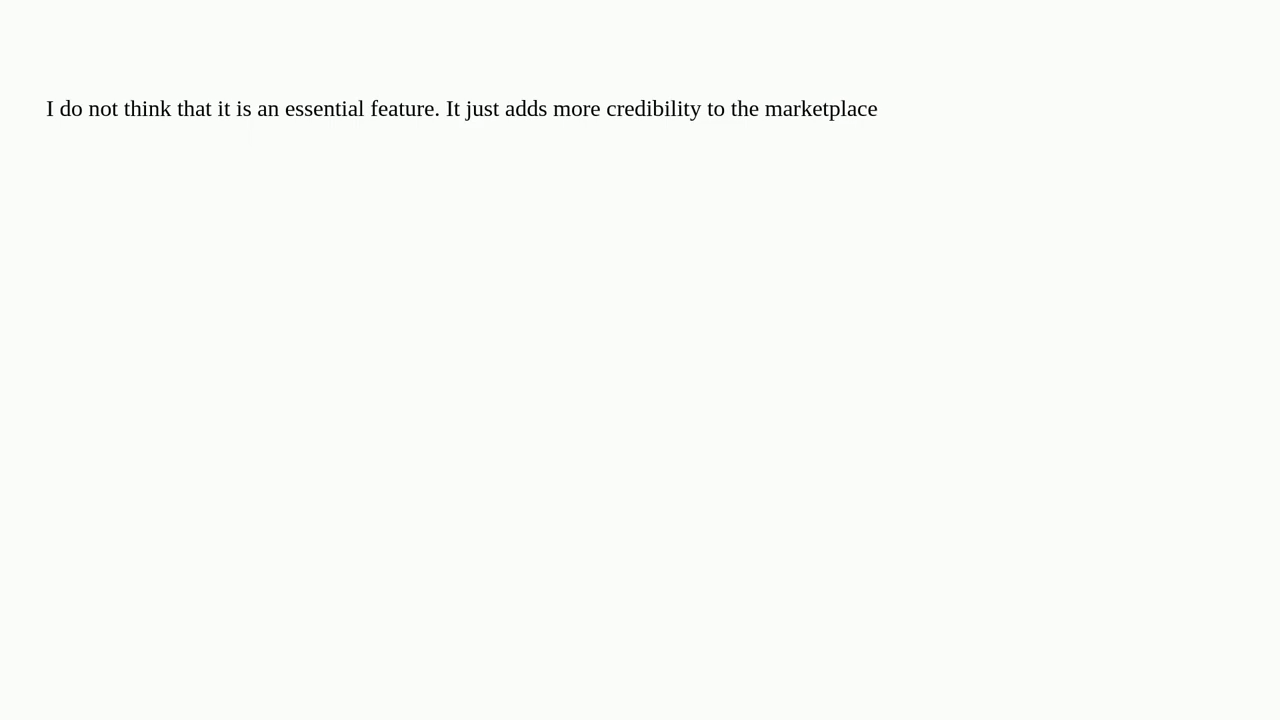 I do not think that it is an essential feature. It just adds more credibility to the marketplace